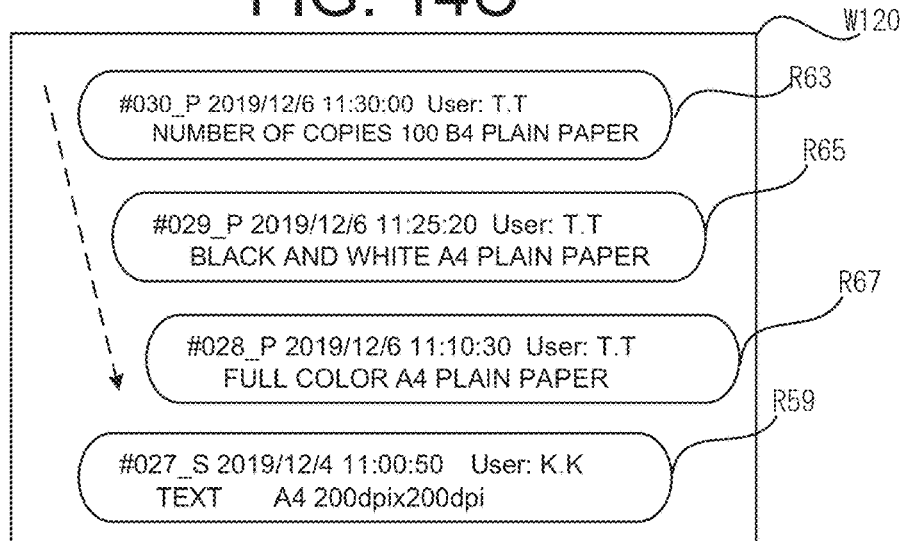 FIG. 14C
W120
#030_P 2019/12/6 11:30:00 User: T.T
NUMBER OF COPIES 100 B4 PLAIN PAPER
R63
R65
#029_P 2019/12/6 11:25:20 User: T.T
BLACK AND WHITE A4 PLAIN PAPER
R67
#028_P 2019/12/6 11:10:30 User: T.T
FULL COLOR A4 PLAIN PAPER
R59
#027_S 2019/12/4 11:00:50 User: K.K
TEXT A4 200dpix200dpi